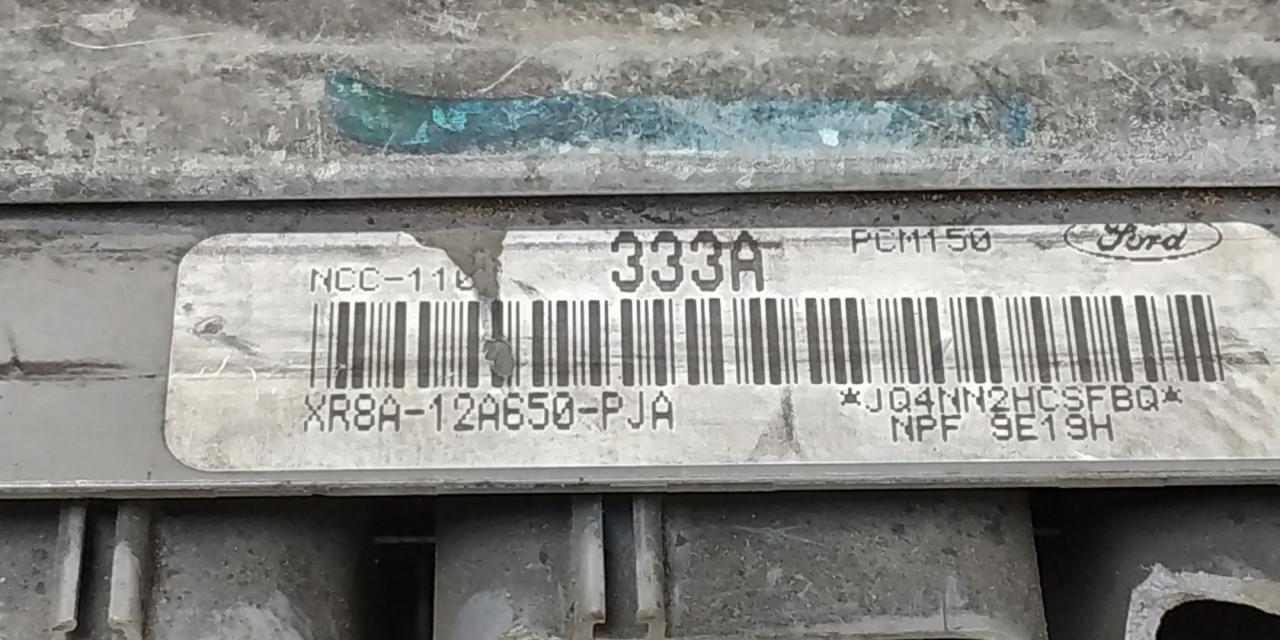 333A PCM150 Ford
NCC-110
XR8A-12A650-PJA *JQ4NN2HCSFBQ*
NPF 9E19H